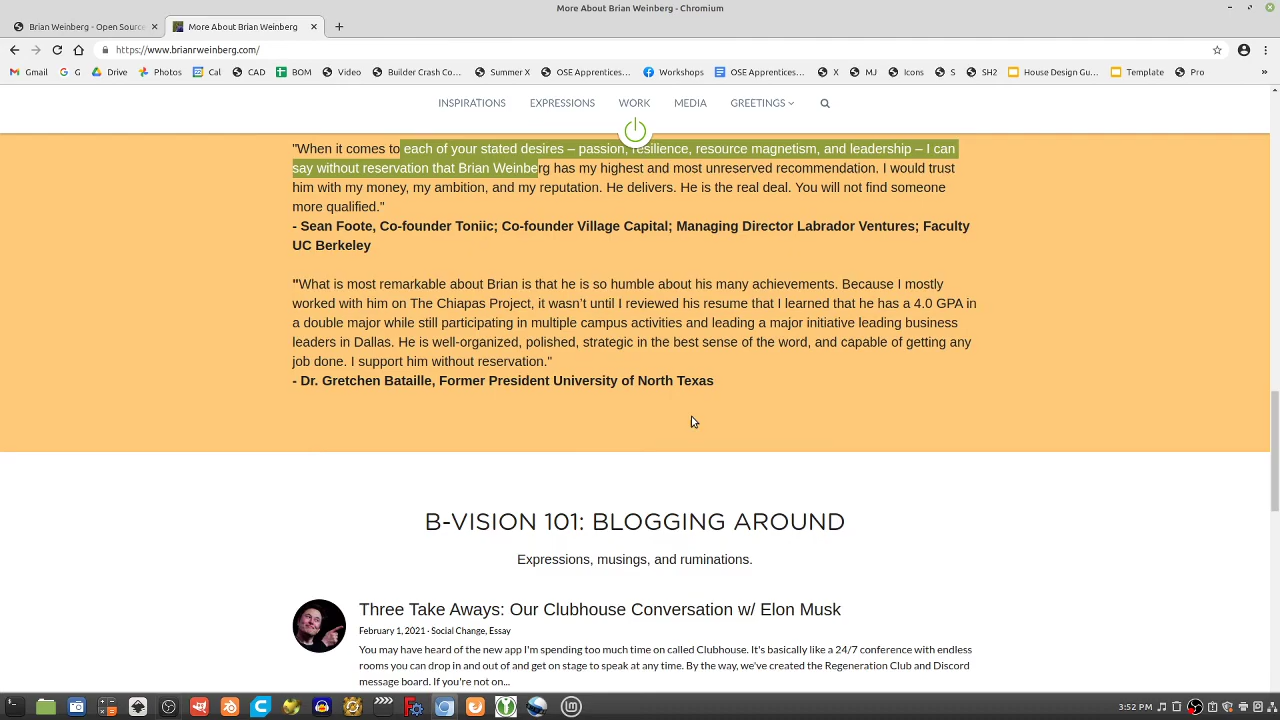 More About Brian Weinberg - Chromium
Brian Weinberg - Open Source
More About Brian Weinberg
https://www.brianrweinberg.com/
Gmail G Drive Photos Cal CAD BOM Video Builder Crash Co... Summer X OSE Apprentices... Workshops OSE Apprentices... X MJ Icons S SH2 House Design Gu... Template Pro »
INSPIRATIONS EXPRESSIONS WORK MEDIA GREETINGS
"When it comes to each of your stated desires – passion, resilience, resource magnetism, and leadership – I can
say without reservation that Brian Weinberg has my highest and most unreserved recommendation. I would trust
him with my money, my ambition, and my reputation. He delivers. He is the real deal. You will not find someone
more qualified."
- Sean Foote, Co-founder Toniic; Co-founder Village Capital; Managing Director Labrador Ventures; Faculty
UC Berkeley
"What is most remarkable about Brian is that he is so humble about his many achievements. Because I mostly
worked with him on The Chiapas Project, it wasn't until I reviewed his resume that I learned that he has a 4.0 GPA in
a double major while still participating in multiple campus activities and leading a major initiative leading business
leaders in Dallas. He is well-organized, polished, strategic in the best sense of the word, and capable of getting any
job done. I support him without reservation."
- Dr. Gretchen Bataille, Former President University of North Texas
B-VISION 101: BLOGGING AROUND
Expressions, musings, and ruminations.
Three Take Aways: Our Clubhouse Conversation w/ Elon Musk
February 1, 2021 · Social Change, Essay
You may have heard of the new app I'm spending too much time on called Clubhouse. It's basically like a 24/7 conference with endless
rooms you can drop in and out of and get on stage to speak at any time. By the way, we've created the Regeneration Club and Discord
message board. If you're not on...
3:52 PM